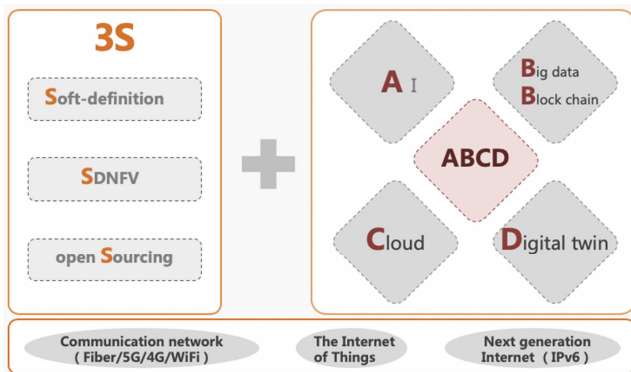 3S
Soft-definition
SDNFV
open Sourcing
A I
Big data
Block chain
ABCD
Cloud
Digital twin
Communication network
( Fiber/5G/4G/WiFi )
The Internet
of Things
Next generation
Internet ( IPv6 )